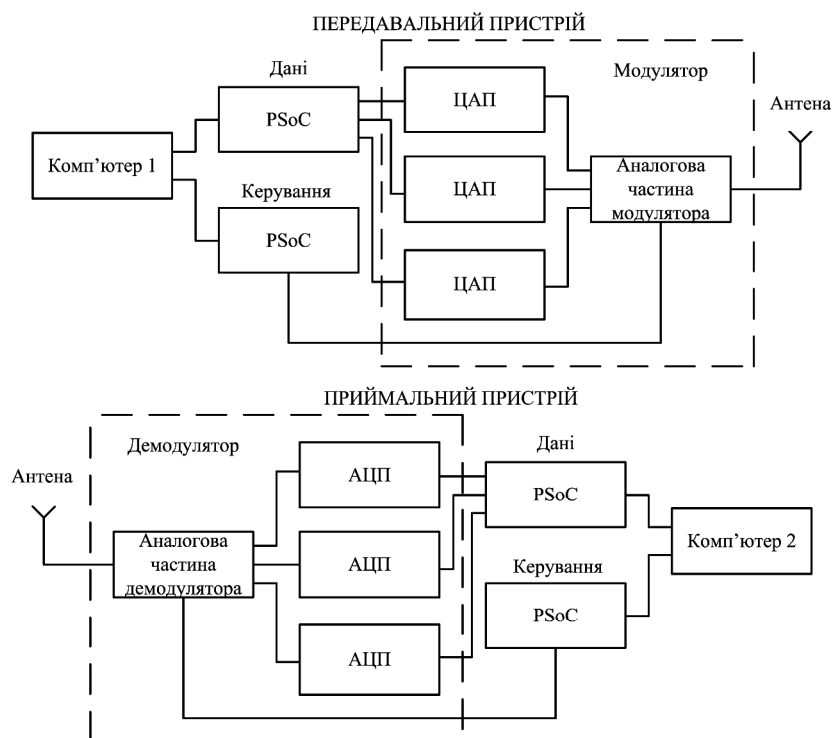 ПЕРЕДАВАЛЬНИЙ ПРИСТРІЙ
Дані
Модулятор
PSoC
ЦАП
Антена
Комп’ютер 1
Керування
PSoC
ЦАП
Аналогова
частина
модулятора
ЦАП
ПРИЙМАЛЬНИЙ ПРИСТРІЙ
Демодулятор
Дані
Антена
АЦП
PSoC
Аналогова
частина
демодулятора
АЦП
Керування
Комп’ютер 2
PSoC
АЦП